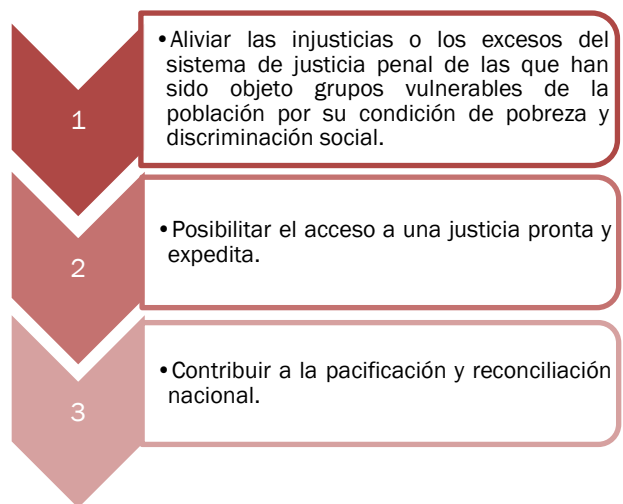 1
•Aliviar las injusticias o los excesos del
sistema de justicia penal de las que han
sido objeto grupos vulnerables de la
población por su condición de pobreza y
discriminación social.
2
•Posibilitar el acceso a una justicia pronta y
expedita.
3
•Contribuir a la pacificación y reconciliación
nacional.